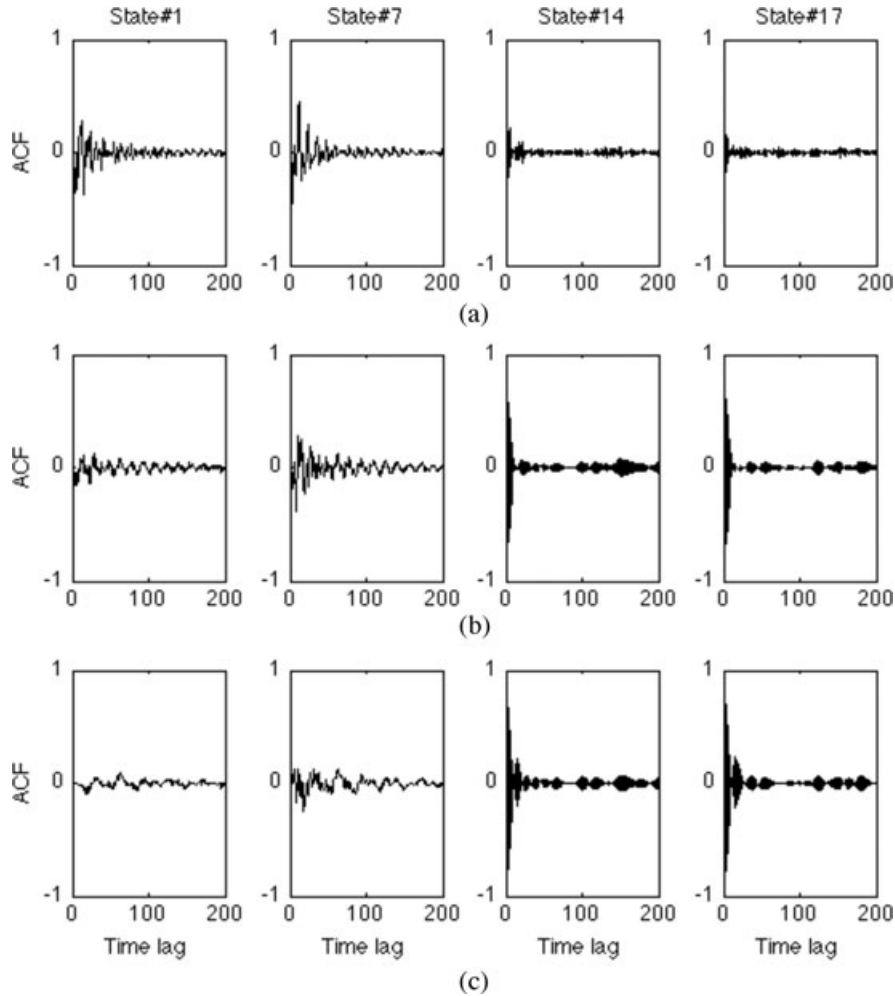 State#1 State#7 State#14 State#17
1 1 1 1
ACF 0 0 0 0
-1 -1 -1 -1
0 100 200 0 100 200 0 100 200 0 100 200
(a)
1 1 1 1
ACF 0 0 0 0
-1 -1 -1 -1
0 100 200 0 100 200 0 100 200 0 100 200
(b)
1 1 1 1
ACF 0 0 0 0
-1 -1 -1 -1
0 100 200 0 100 200 0 100 200 0 100 200
Time lag Time lag Time lag Time lag
(c)